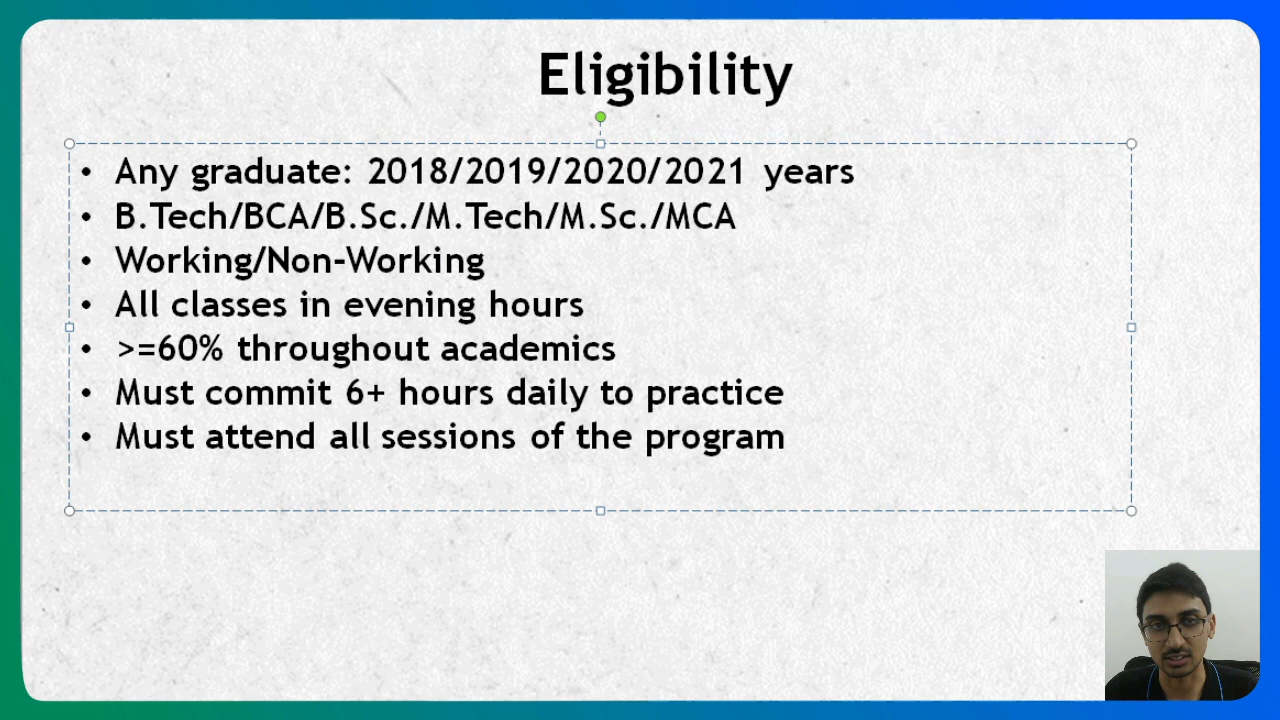 Eligibility
• Any graduate: 2018/2019/2020/2021 years
• B.Tech/BCA/B.Sc./M.Tech/M.Sc./MCA
• Working/Non-Working
• All classes in evening hours
• >=60% throughout academics
• Must commit 6+ hours daily to practice
• Must attend all sessions of the program